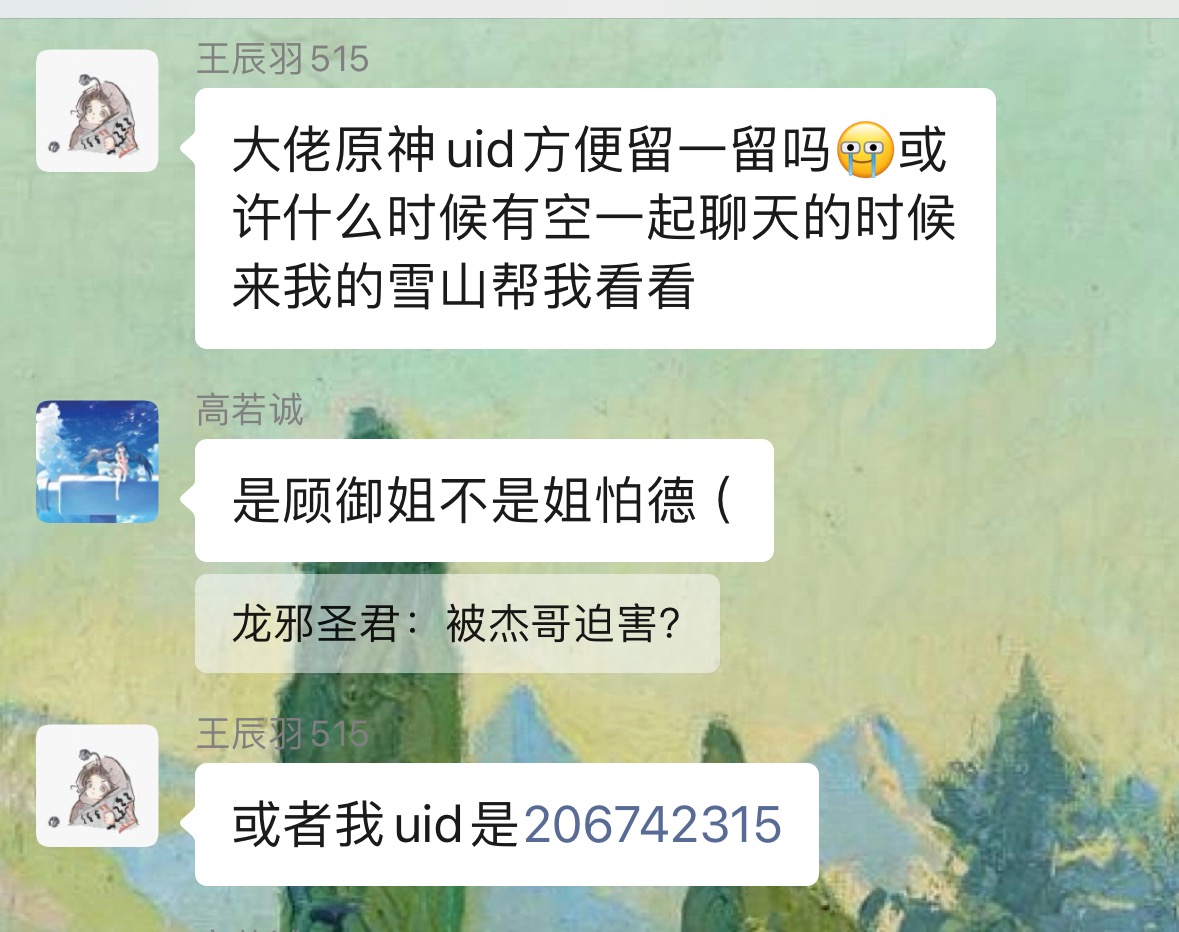 王辰羽515
大佬原神uid方便留一留吗😭或
许什么时候有空一起聊天的时候
来我的雪山帮我看看
高若诚
是顾御姐不是姐怕德（
龙邪圣君：被杰哥迫害?
王辰羽515
或者我uid是206742315